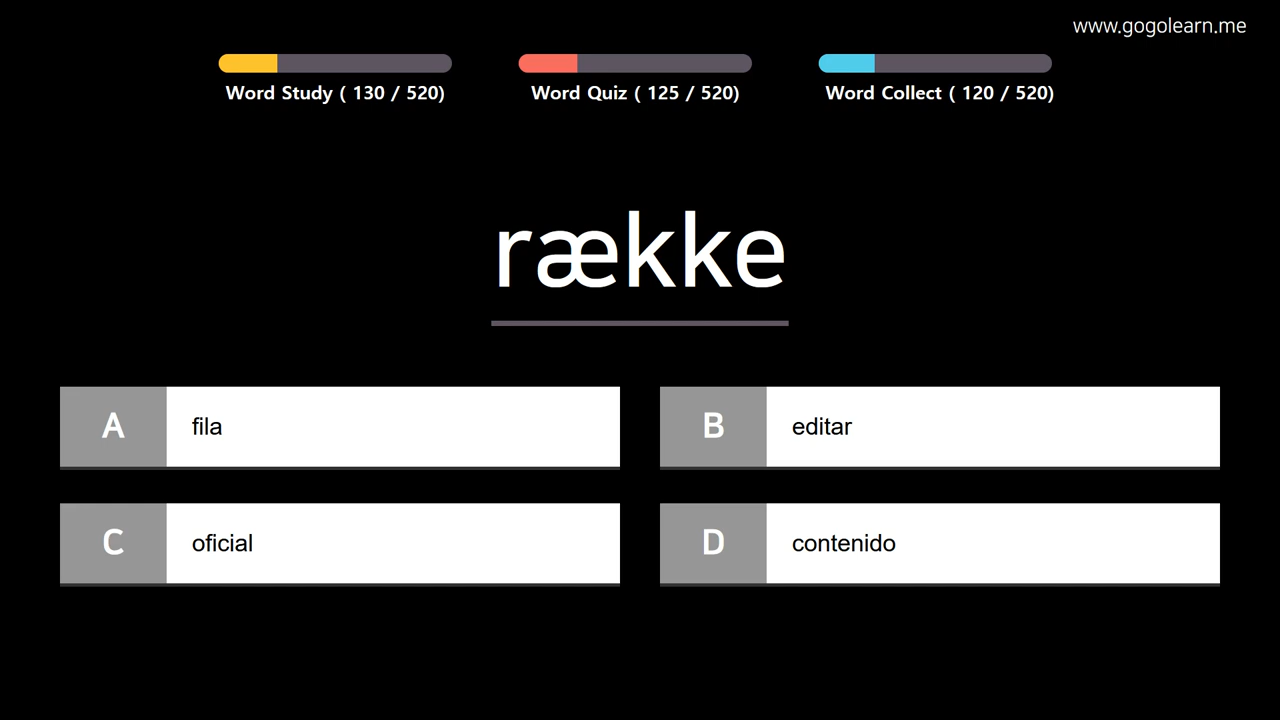 www.gogolearn.me
Word Study ( 130 / 520)
Word Quiz ( 125 / 520)
Word Collect ( 120 / 520)
række
A fila
B editar
C oficial
D contenido